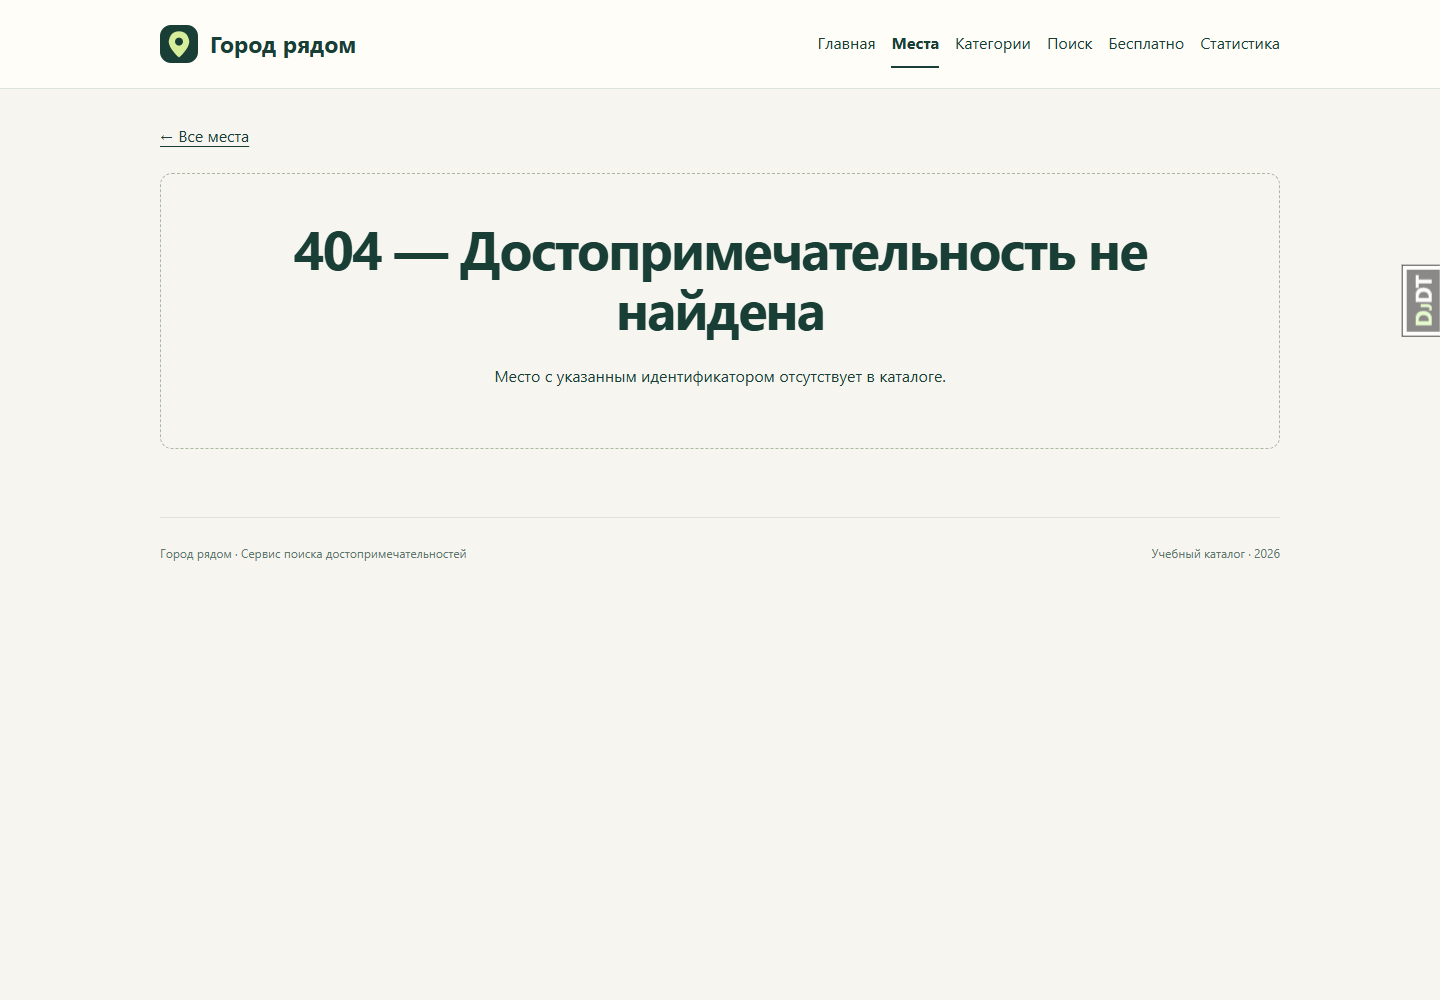 Город рядом
Главная Места Категории Поиск Бесплатно Статистика
← Все места
404 — Достопримечательность не
найдена
Место с указанным идентификатором отсутствует в каталоге.
DJDT
Город рядом · Сервис поиска достопримечательностей
Учебный каталог · 2026